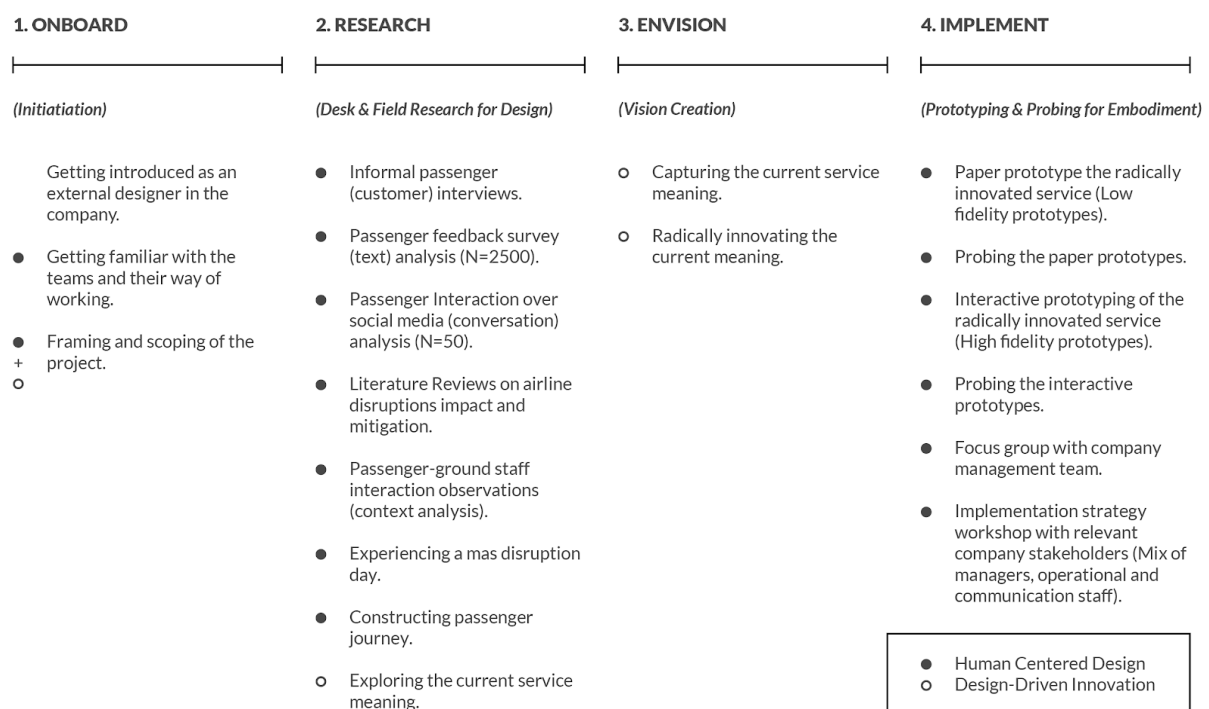 1. ONBOARD
(Initiatiation)
Getting introduced as an
external designer in the
company.
● Getting familiar with the
teams and their way of
working.
● Framing and scoping of the
+ project.
○
2. RESEARCH
(Desk & Field Research for Design)
● Informal passenger
(customer) interviews.
● Passenger feedback survey
(text) analysis (N=2500).
● Passenger Interaction over
social media (conversation)
analysis (N=50).
● Literature Reviews on airline
disruptions impact and
mitigation.
● Passenger-ground staff
interaction observations
(context analysis).
● Experiencing a mas disruption
day.
● Constructing passenger
journey.
○ Exploring the current service
meaning.
3. ENVISION
(Vision Creation)
○ Capturing the current service
meaning.
○ Radically innovating the
current meaning.
4. IMPLEMENT
(Prototyping & Probing for Embodiment)
● Paper prototype the radically
innovated service (Low
fidelity prototypes).
● Probing the paper prototypes.
● Interactive prototyping of the
radically innovated service
(High fidelity prototypes).
● Probing the interactive
prototypes.
● Focus group with company
management team.
● Implementation strategy
workshop with relevant
company stakeholders (Mix of
managers, operational and
communication staff).
● Human Centered Design
○ Design-Driven Innovation